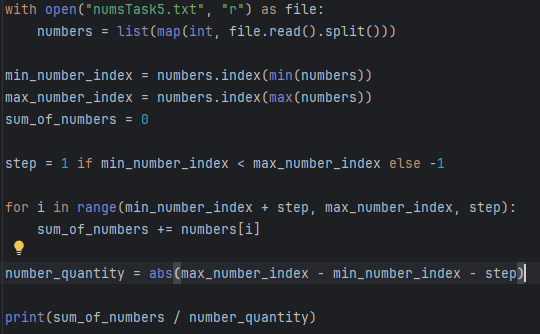 with open("numsTask5.txt", "r") as file:
    numbers = list(map(int, file.read().split()))
min_number_index = numbers.index(min(numbers))
max_number_index = numbers.index(max(numbers))
sum_of_numbers = 0
step = 1 if min_number_index < max_number_index else -1
for i in range(min_number_index + step, max_number_index, step):
    sum_of_numbers += numbers[i]
number_quantity = abs(max_number_index - min_number_index - step)
print(sum_of_numbers / number_quantity)